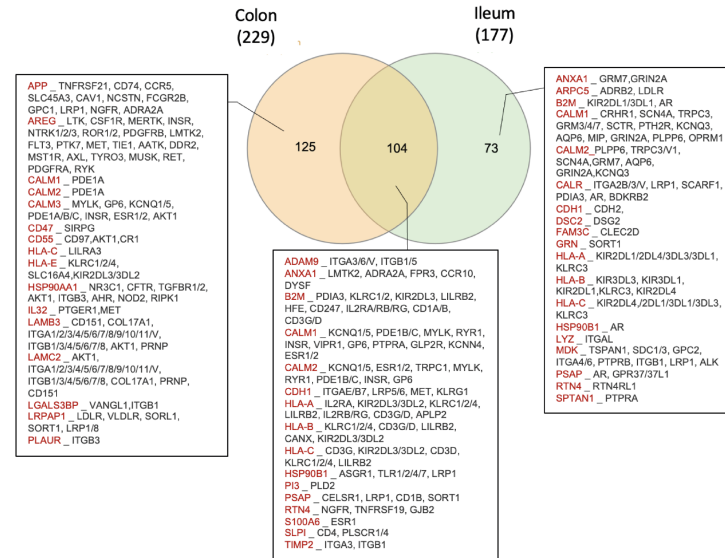 Colon
(229)
Ileum
(177)
125
104
73
APP _ TNFRSF21, CD74, CCR5,
SLC45A3, CAV1, NCSTN, FCGR2B,
GPC1, LRP1, NGFR, ADRA2A
AREG _ LTK, CSF1R, MERTK, INSR,
NTRK1/2/3, ROR1/2, PDGFRB, LMTK2,
FLT3, PTK7, MET, TIE1, AATK, DDR2,
MST1R, AXL, TYRO3, MUSK, RET,
PDGFRA, RYK
CALM1 _ PDE1A
CALM2 _ PDE1A
CALM3 _ MYLK, GP6, KCNQ1/5,
PDE1A/B/C, INSR, ESR1/2, AKT1
CD47 _ SIRPG
CD55 _ CD97,AKT1,CR1
HLA-C _ LILRA3
HLA-E _ KLRC1/2/4,
SLC16A4,KIR2DL3/3DL2
HSP90AA1 _ NR3C1, CFTR, TGFBR1/2,
AKT1, ITGB3, AHR, NOD2, RIPK1
IL32 _ PTGER1,MET
LAMB3 _ CD151, COL17A1,
ITGA1/2/3/4/5/6/7/8/9/10/11/V,
ITGB1/3/4/5/6/7/8, AKT1, PRNP
LAMC2 _ AKT1,
ITGA1/2/3/4/5/6/7/8/9/10/11/V,
ITGB1/3/4/5/6/7/8, COL17A1, PRNP,
CD151
LGALS3BP _ VANGL1,ITGB1
LRPAP1 _ LDLR, VLDLR, SORL1,
SORT1, LRP1/8
PLAUR _ ITGB3
ADAM9 _ ITGA3/6/V, ITGB1/5
ANXA1 _ LMTK2, ADRA2A, FPR3, CCR10,
DYSF
B2M _ PDIA3, KLRC1/2, KIR2DL3, LILRB2,
HFE, CD247, IL2RA/RB/RG, CD1A/B,
CD3G/D
CALM1 _ KCNQ1/5, PDE1B/C, MYLK, RYR1,
INSR, VIPR1, GP6, PTPRA, GLP2R, KCNN4,
ESR1/2
CALM2 _ KCNQ1/5, ESR1/2, TRPC1, MYLK,
RYR1, PDE1B/C, INSR, GP6
CDH1 _ ITGAE/B7, LRP5/6, MET, KLRG1
HLA-A _ IL2RA, KIR2DL3/3DL2, KLRC1/2/4,
LILRB2, IL2RB/RG, CD3G/D, APLP2
HLA-B _ KLRC1/2/4, CD3G/D, LILRB2,
CANX, KIR2DL3/3DL2
HLA-C _ CD3G, KIR2DL3/3DL2, CD3D,
KLRC1/2/4, LILRB2
HSP90B1 _ ASGR1, TLR1/2/4/7, LRP1
PI3 _ PLD2
PSAP _ CELSR1, LRP1, CD1B, SORT1
RTN4 _ NGFR, TNFRSF19, GJB2
S100A6 _ ESR1
SLPI _ CD4, PLSCR1/4
TIMP2 _ ITGA3, ITGB1
ANXA1 _ GRM7,GRIN2A
ARPC5 _ ADRB2, LDLR
B2M _ KIR2DL1/3DL1, AR
CALM1 _ CRHR1, SCN4A, TRPC3,
GRM3/4/7, SCTR, PTH2R, KCNQ3,
AQP6, MIP, GRIN2A, PLPP6, OPRM1
CALM2_PLPP6, TRPC3/V1,
SCN4A,GRM7, AQP6,
GRIN2A,KCNQ3
CALR _ ITGA2B/3/V, LRP1, SCARF1,
PDIA3, AR, BDKRB2
CDH1 _ CDH2,
DSC2 _ DSG2
FAM3C _ CLEC2D
GRN _ SORT1
HLA-A _ KIR2DL1/2DL4/3DL3/3DL1,
KLRC3
HLA-B _ KIR3DL3, KIR3DL1,
KIR2DL1,KLRC3, KIR2DL4
HLA-C _ KIR2DL4,/2DL1/3DL1/3DL3,
KLRC3
HSP90B1 _ AR
LYZ _ ITGAL
MDK _ TSPAN1, SDC1/3, GPC2,
ITGA4/6, PTPRB, ITGB1, LRP1, ALK
PSAP _ AR, GPR37/37L1
RTN4 _ RTN4RL1
SPTAN1 _ PTPRA